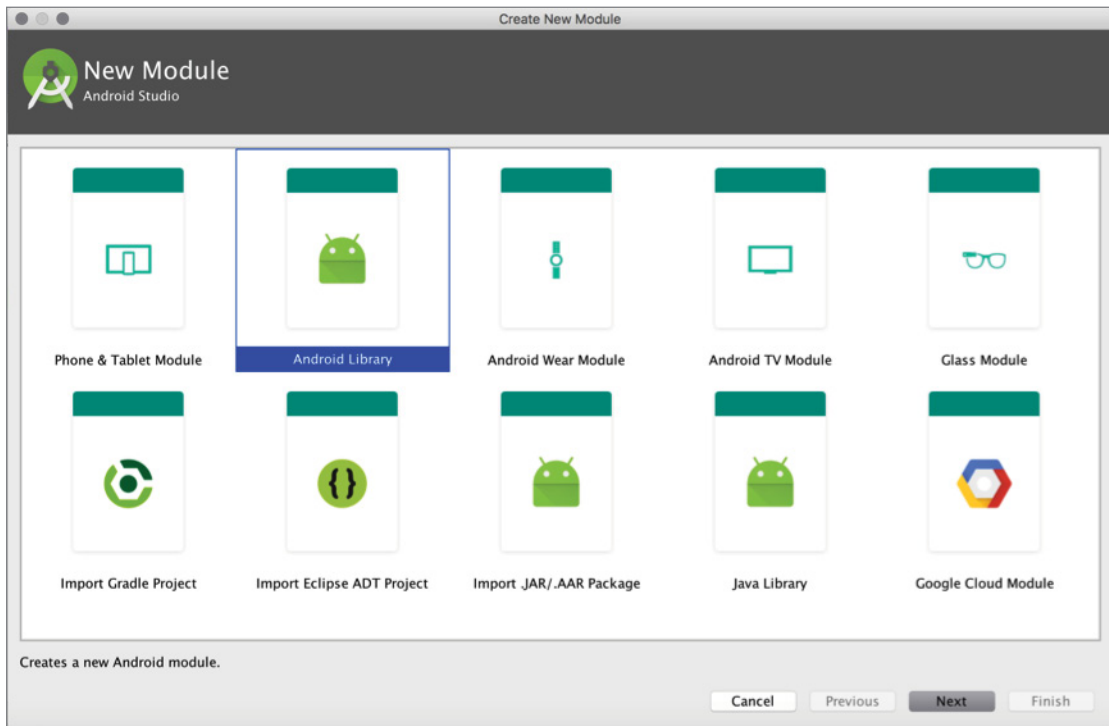 Create New Module
New Module
Android Studio
Phone & Tablet Module
Android Library
Android Wear Module
Android TV Module
Glass Module
Import Gradle Project
Import Eclipse ADT Project
Import .JAR/.AAR Package
Java Library
Google Cloud Module
Creates a new Android module.
Cancel
Previous
Next
Finish